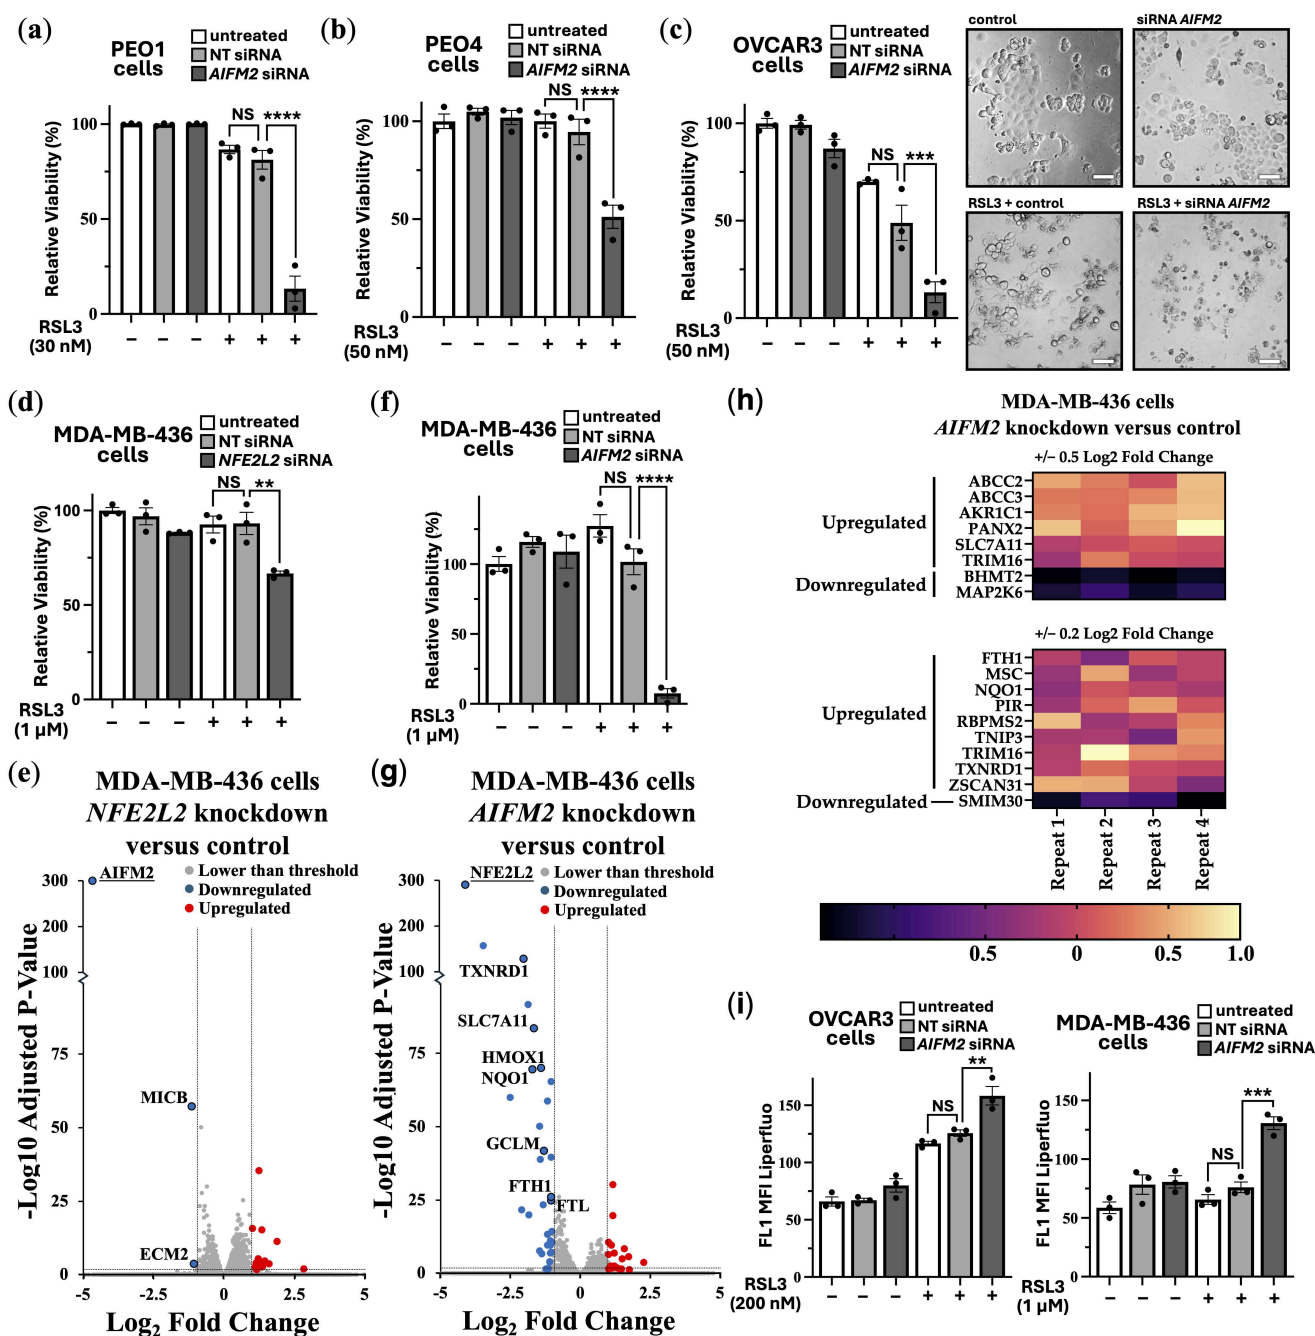 (a)
PEO1
cells
untreated
NT siRNA
AIFM2 siRNA
NS
****
Relative Viability (%)
100
50
0
RSL3
(30 nM)
– – – + + +
(b)
PEO4
cells
untreated
NT siRNA
AIFM2 siRNA
NS
****
Relative Viability (%)
100
50
0
RSL3
(50 nM)
– – – + + +
(c)
OVCAR3
cells
untreated
NT siRNA
AIFM2 siRNA
NS
***
Relative Viability (%)
100
50
0
RSL3
(50 nM)
– – – + + +
control
siRNA AIFM2
RSL3 + control
RSL3 + siRNA AIFM2
(d)
MDA-MB-436
cells
untreated
NT siRNA
NFE2L2 siRNA
NS
**
Relative Viability (%)
100
50
0
RSL3
(1 µM)
– – – + + +
(f)
MDA-MB-436
cells
untreated
NT siRNA
AIFM2 siRNA
NS
****
Relative Viability (%)
100
50
0
RSL3
(1 µM)
– – – + + +
(h)
MDA-MB-436 cells
AIFM2 knockdown versus control
+/− 0.5 Log2 Fold Change
Upregulated
ABCC2
ABCC3
AKR1C1
PANX2
SLC7A11
TRIM16
Downregulated
BHMT2
MAP2K6
+/− 0.2 Log2 Fold Change
Upregulated
FTH1
MSC
NQO1
PIR
RBPMS2
TNIP3
TRIM16
TXNRD1
ZSCAN31
Downregulated
SMIM30
Repeat 1
Repeat 2
Repeat 3
Repeat 4
0.5 0 0.5 1.0
(e)
MDA-MB-436 cells
NFE2L2 knockdown
versus control
Lower than threshold
Downregulated
Upregulated
AIFM2
MICB
ECM2
-Log10 Adjusted P-Value
300
200
100
75
50
25
0
-5 -2.5 0 2.5 5
Log2 Fold Change
(g)
MDA-MB-436 cells
AIFM2 knockdown
versus control
Lower than threshold
Downregulated
Upregulated
NFE2L2
TXNRD1
SLC7A11
HMOX1
NQO1
GCLM
FTH1
FTL
-Log10 Adjusted P-Value
300
200
100
75
50
25
0
-5 -2.5 0 2.5 5
Log2 Fold Change
(i)
OVCAR3
cells
untreated
NT siRNA
AIFM2 siRNA
NS
**
FL1 MFI Liperfluo
150
100
50
0
RSL3
(200 nM)
– – – + + +
MDA-MB-436
cells
untreated
NT siRNA
AIFM2 siRNA
NS
***
FL1 MFI Liperfluo
150
100
50
0
RSL3
(1 µM)
– – – + + +